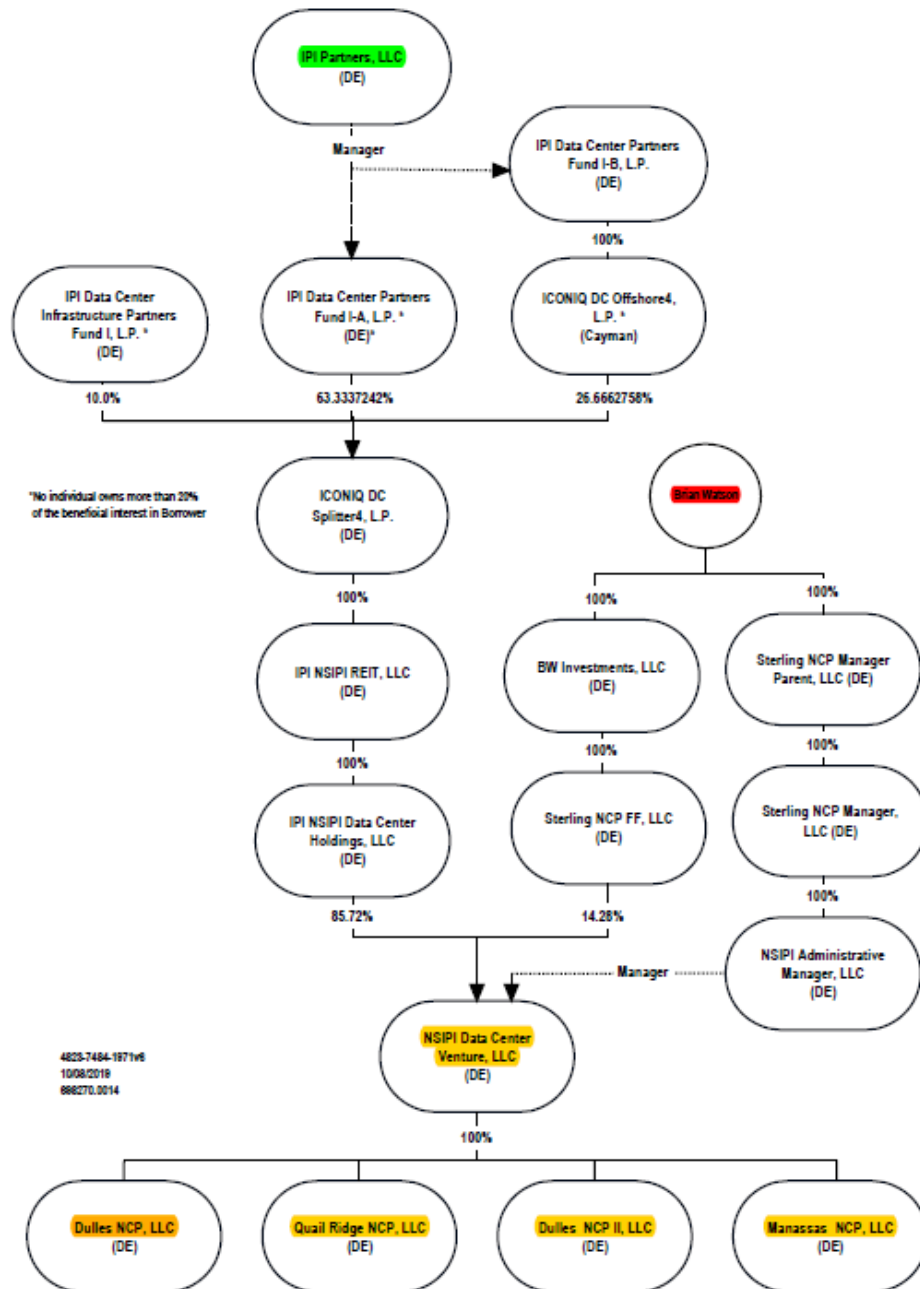 IPI Partners, LLC
(DE)
Manager
IPI Data Center Partners
Fund I-B, L.P.
(DE)
100%
IPI Data Center
Infrastructure Partners
Fund I, L.P. *
(DE)
IPI Data Center Partners
Fund I-A, L.P. *
(DE)*
ICONIQ DC Offshore4,
L.P. *
(Cayman)
10.0%
63.3337242%
26.6662758%
*No individual owns more than 20%
of the beneficial interest in Borrower
ICONIQ DC
Splitter4, L.P.
(DE)
Brian Watson
100%
100%
100%
IPI NSIPI REIT, LLC
(DE)
BW Investments, LLC
(DE)
Sterling NCP Manager
Parent, LLC (DE)
100%
100%
100%
IPI NSIPI Data Center
Holdings, LLC
(DE)
Sterling NCP FF, LLC
(DE)
Sterling NCP Manager,
LLC (DE)
85.72%
14.28%
100%
NSIPI Administrative
Manager, LLC
(DE)
Manager
NSIPI Data Center
Venture, LLC
(DE)
4823-7484-1971v6
10/08/2019
686270.0014
100%
Dulles NCP, LLC
(DE)
Quail Ridge NCP, LLC
(DE)
Dulles NCP II, LLC
(DE)
Manassas NCP, LLC
(DE)